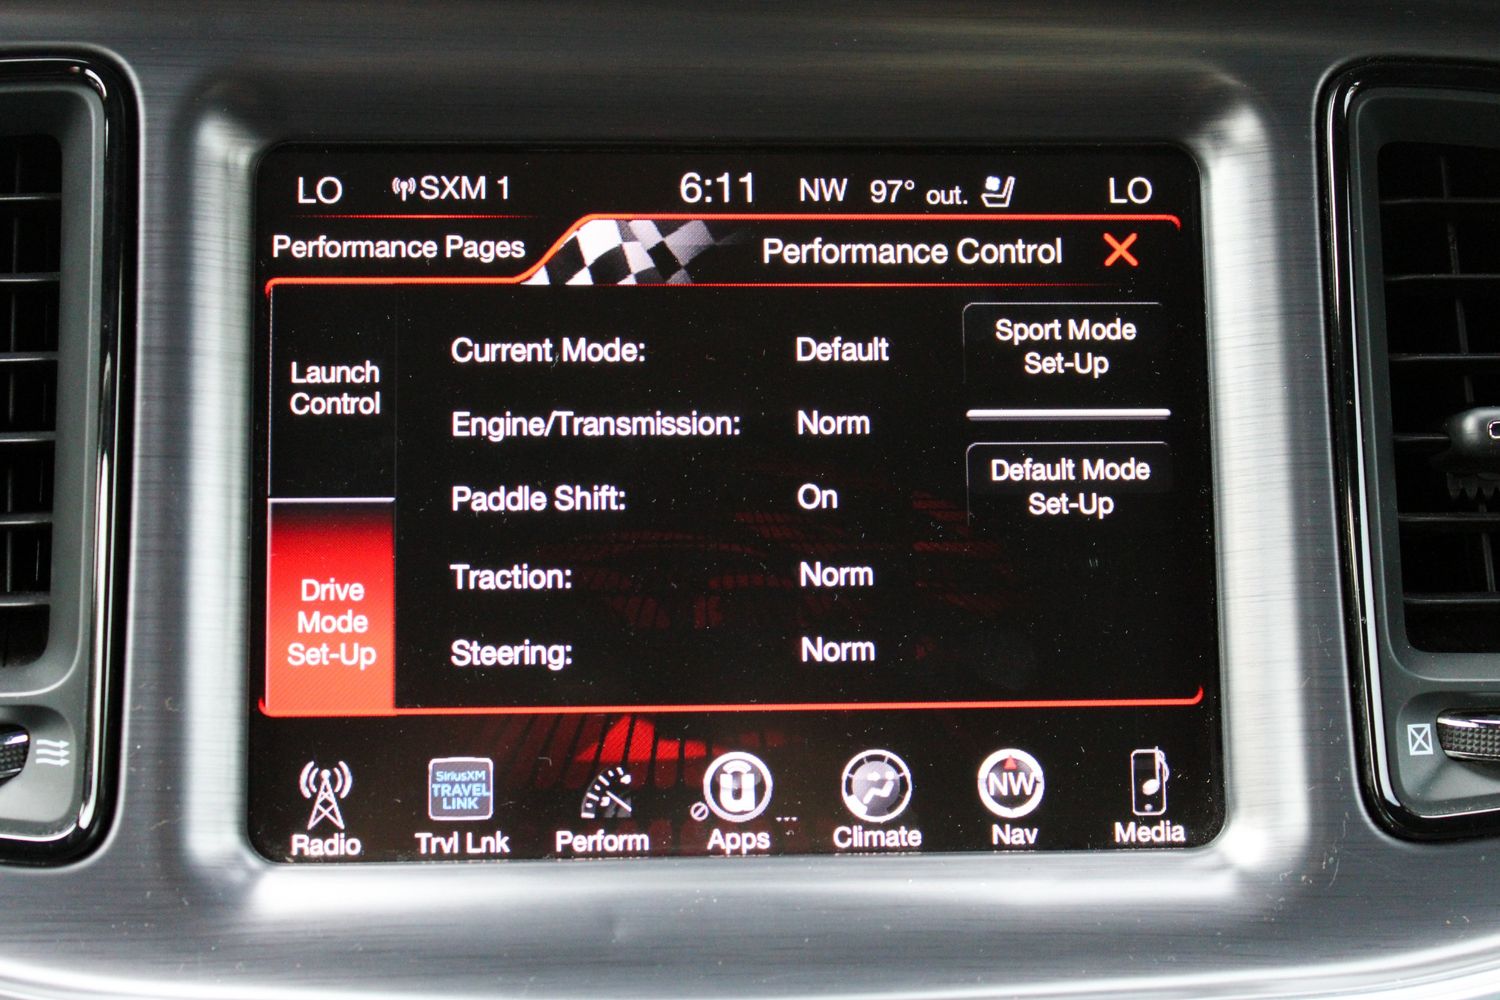 LO SXM 1 6:11 NW 97° out. LO
Performance Pages
Performance Control X
Launch
Control
Drive
Mode
Set-Up
Current Mode: Default
Engine/Transmission: Norm
Paddle Shift: On
Traction: Norm
Steering: Norm
Sport Mode
Set-Up
Default Mode
Set-Up
SiriusXM
TRAVEL
LINK
NW
Radio Trvl Lnk Perform Apps ... Climate Nav Media